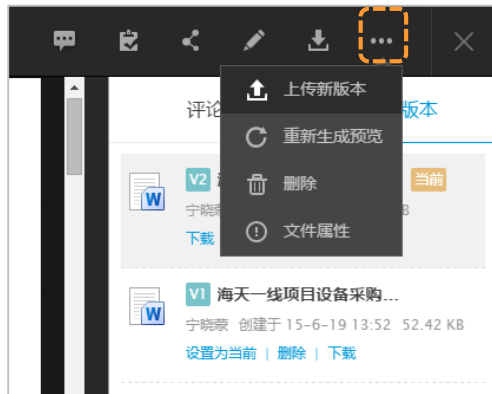 上传新版本
评论
版本
重新生成预览
V2
当前
删除
宁晓蒙
B
下载
文件属性
V1 海天一线项目设备采购...
宁晓蒙 创建于 15-6-19 13:52 52.42 KB
设置为当前 | 删除 | 下载